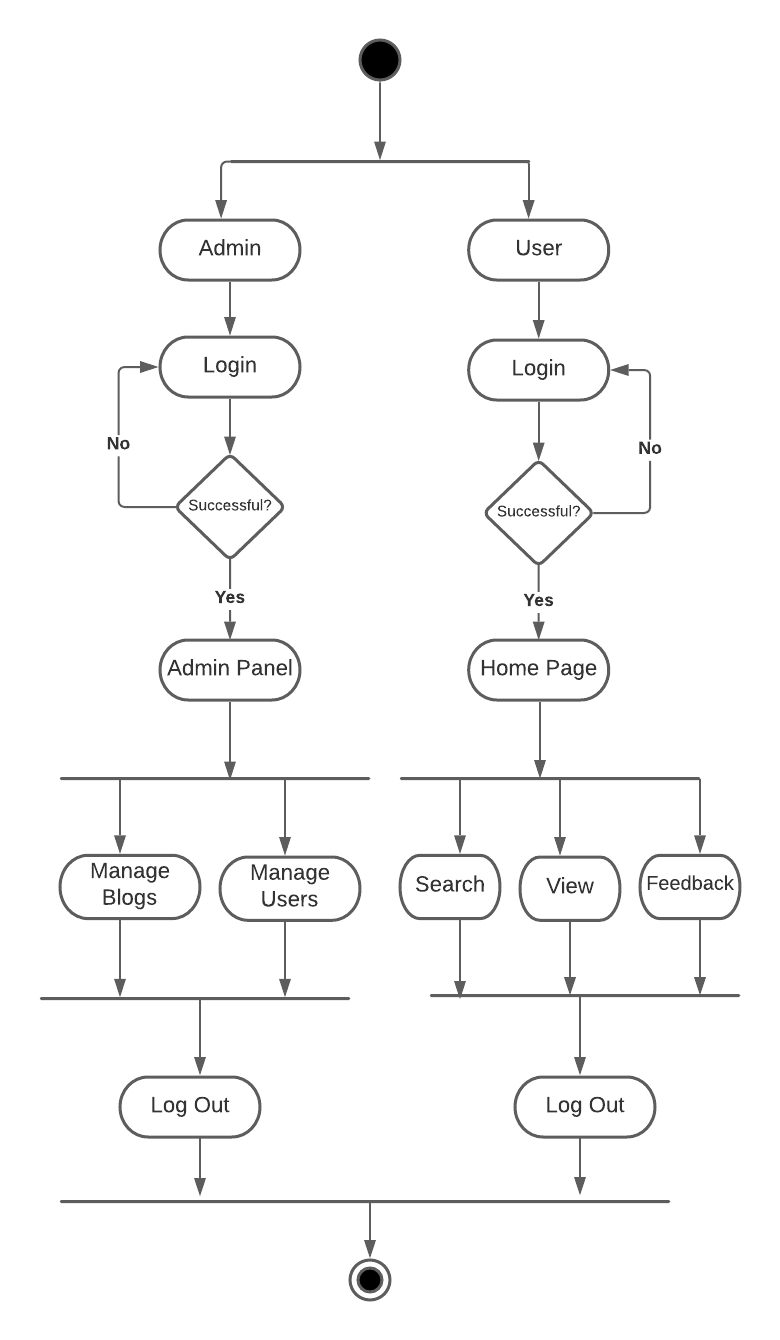 Admin
User
Login
Login
No
No
Successful?
Successful?
Yes
Yes
Admin Panel
Home Page
Manage
Blogs
Manage
Users
Search
View
Feedback
Log Out
Log Out